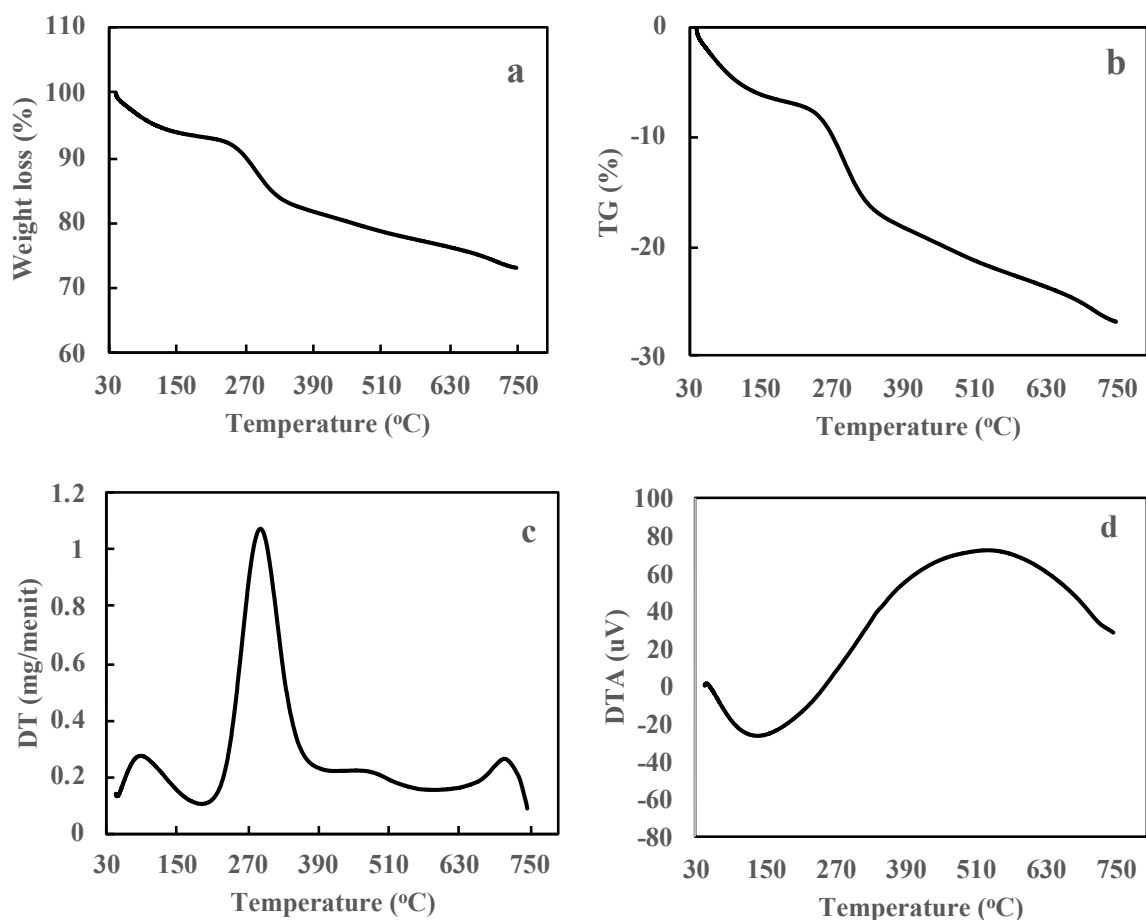 a
110
100
90
80
70
60
Weight loss (%)
30 150 270 390 510 630 750
Temperature (oC)
b
0
-10
-20
-30
TG (%)
30 150 270 390 510 630 750
Temperature (oC)
c
1.2
1
0.8
0.6
0.4
0.2
0
DT (mg/menit)
30 150 270 390 510 630 750
Temperature (oC)
d
100
80
60
40
20
0
-20
-40
-60
-80
DTA (uV)
30 150 270 390 510 630 750
Temperature (oC)